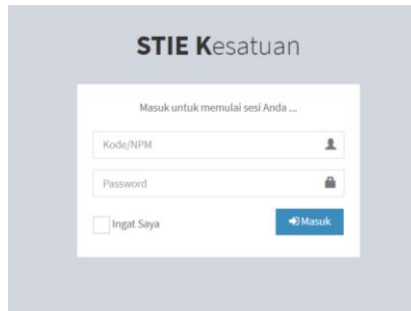 STIE Kesatuan
Masuk untuk memulai sesi Anda ...
Kode/NPM
Password
Ingat Saya
Masuk